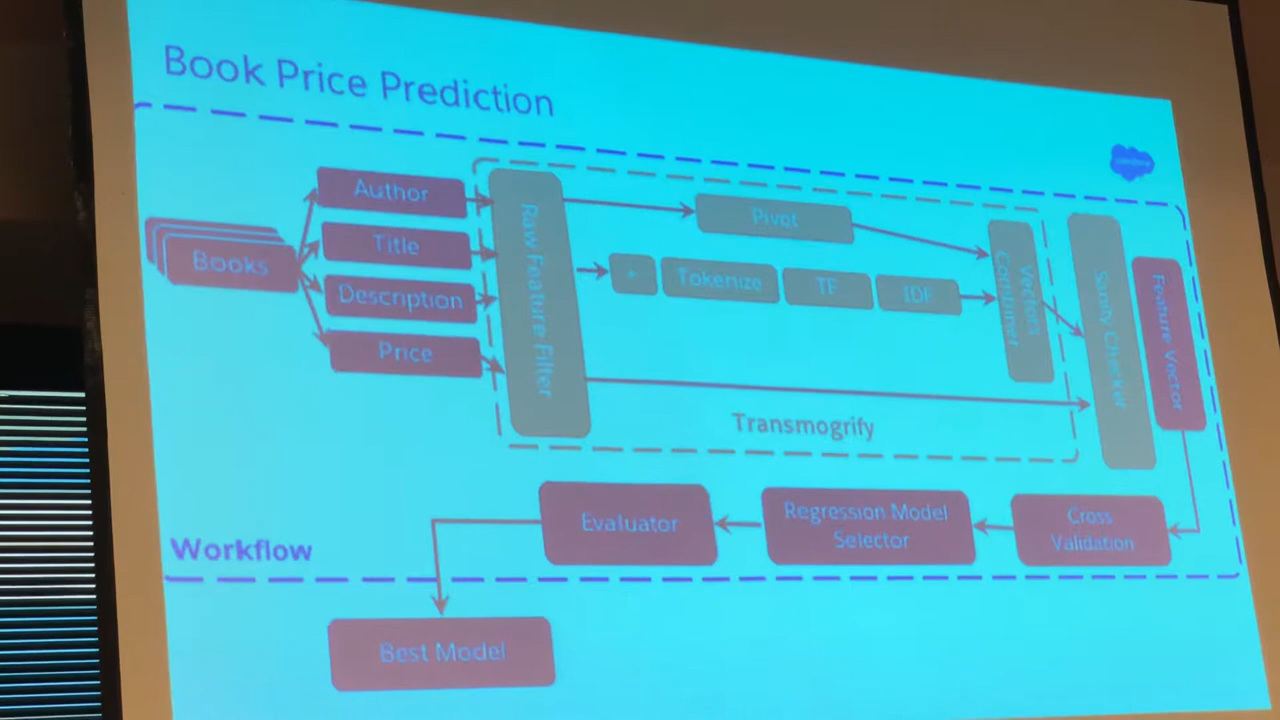 Book Price Prediction
Author
Title
Books
Description
Price
Raw Feature Filter
Pivot
+
Tokenize
TF
IDF
Vectors
Combiner
Sanity Checker
Feature Vector
Transmogrify
Evaluator
Regression Model
Selector
Cross
Validation
Workflow
Best Model